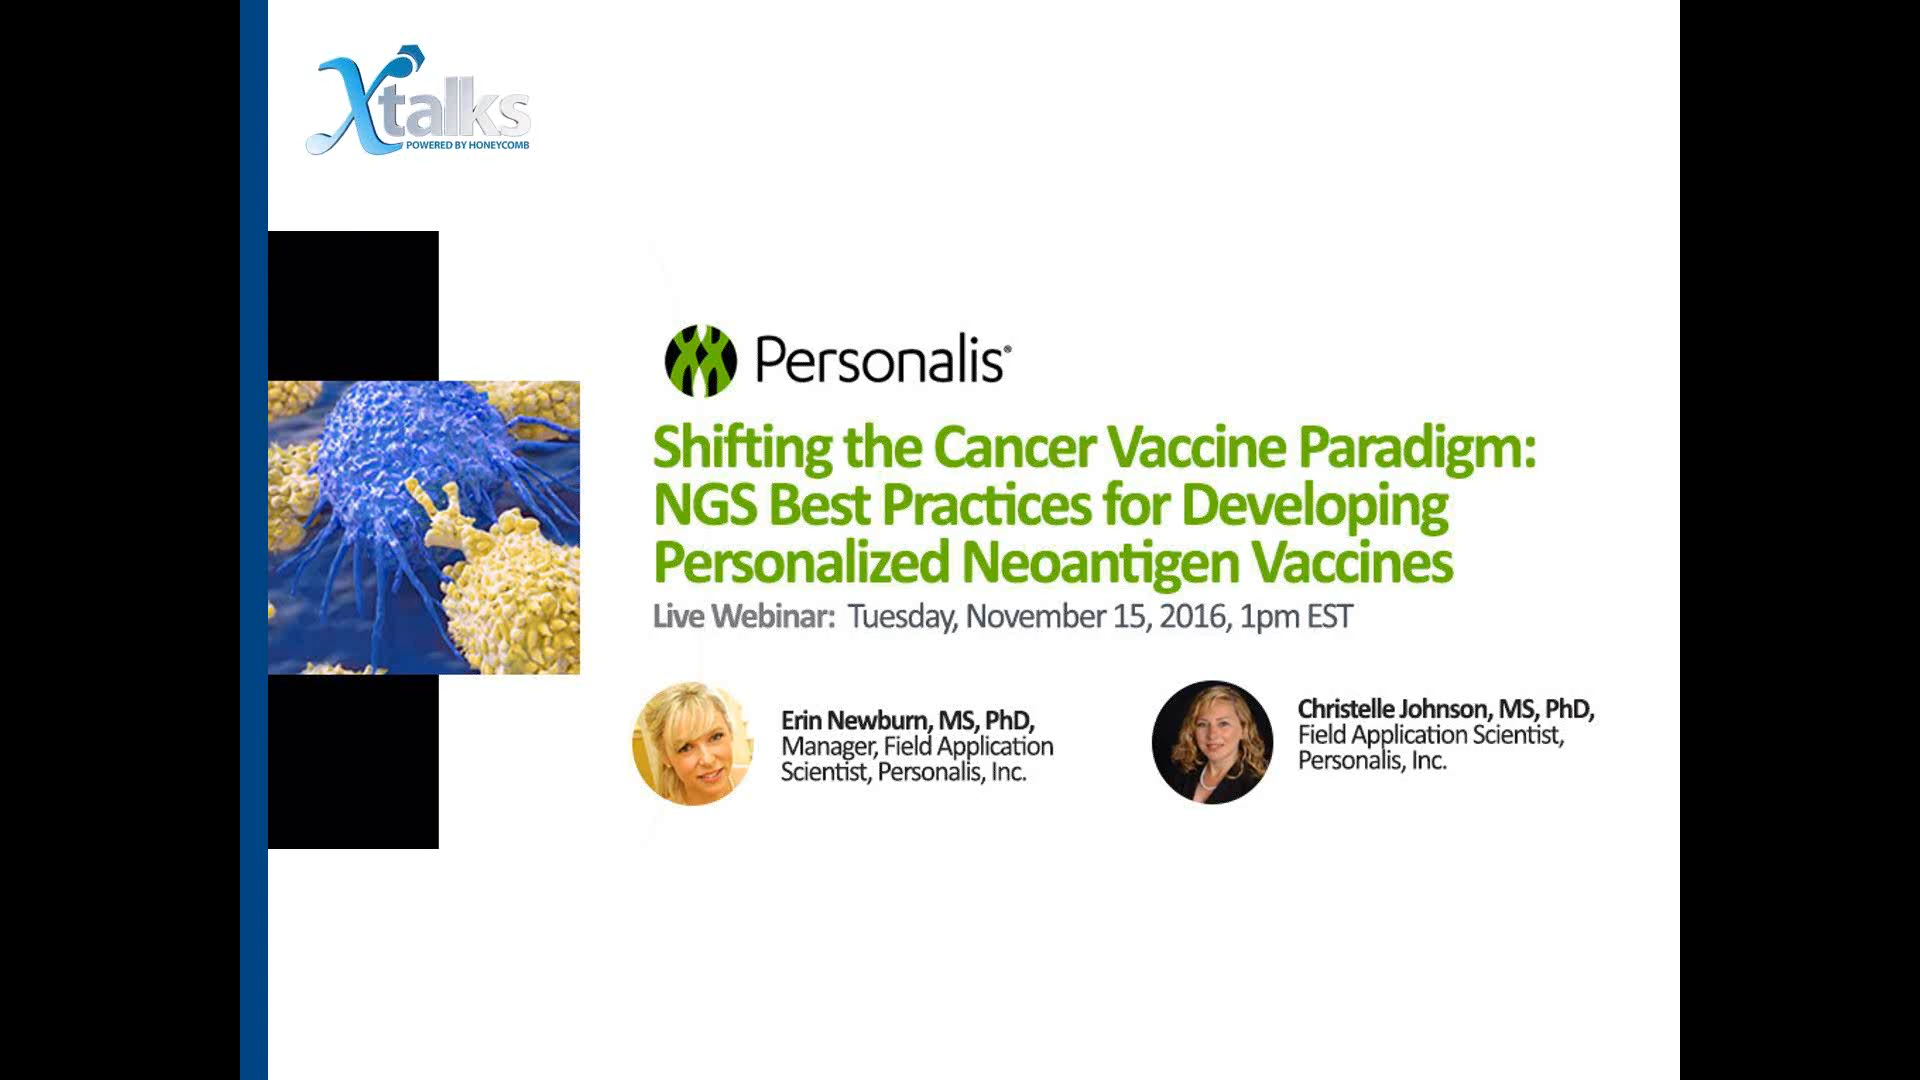 Xtalks
POWERED BY HONEYCOMB
Personalis®
Shifting the Cancer Vaccine Paradigm:
NGS Best Practices for Developing
Personalized Neoantigen Vaccines
Live Webinar: Tuesday, November 15, 2016, 1pm EST
Erin Newburn, MS, PhD,
Manager, Field Application
Scientist, Personalis, Inc.
Christelle Johnson, MS, PhD,
Field Application Scientist,
Personalis, Inc.